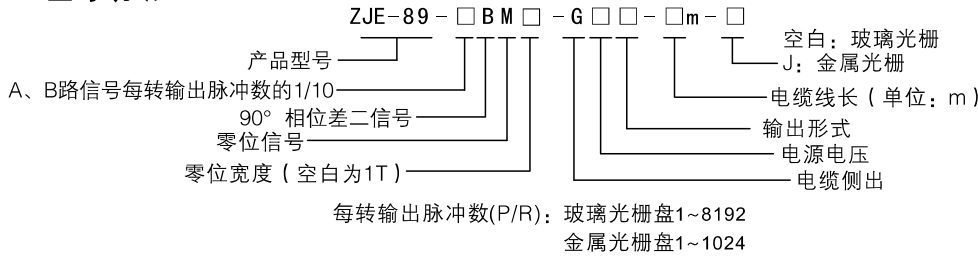 ZJE-89-□BM□-G□□-□m-□
空白：玻璃光栅
产品型号
J：金属光栅
A、B路信号每转输出脉冲数的1/10
电缆线长（单位：m）
90°相位差二信号
输出形式
零位信号
电源电压
零位宽度（空白为1T）
电缆侧出
每转输出脉冲数(P/R)：玻璃光栅盘1~8192
金属光栅盘1~1024